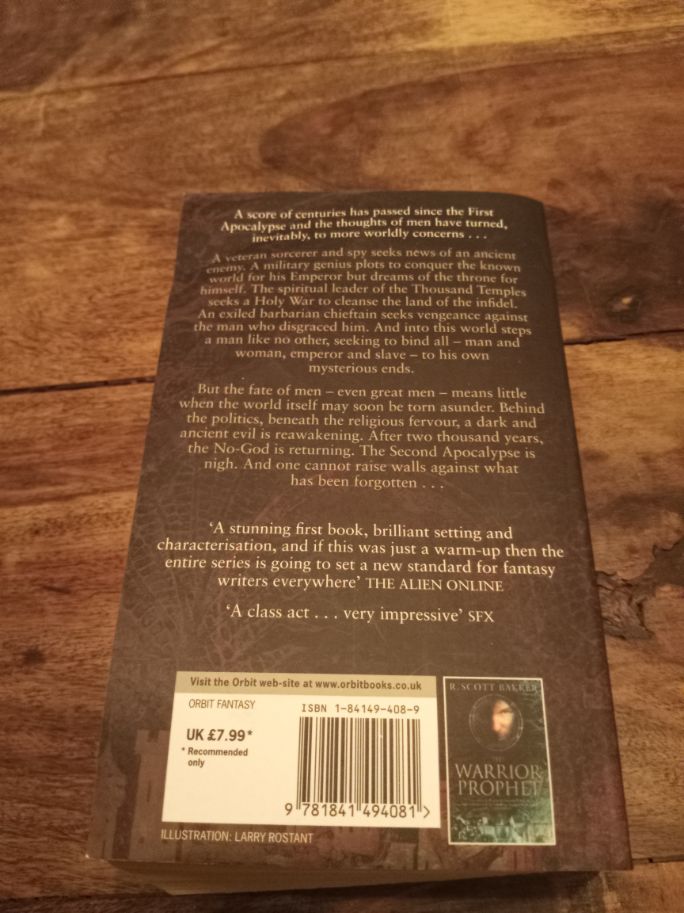 A score of centuries has passed since the First
Apocalypse and the thoughts of men have turned,
inevitably, to more worldly concerns . . .
A veteran sorcerer and spy seeks news of an ancient
enemy. A military genius plots to conquer the known
world for his Emperor but dreams of the throne for
himself. The spiritual leader of the Thousand Temples
seeks a Holy War to cleanse the land of the infidel.
An exiled barbarian chieftain seeks vengeance against
the man who disgraced him. And into this world steps
a man like no other, seeking to bind all – man and
woman, emperor and slave – to his own
mysterious ends.
But the fate of men – even great men – means little
when the world itself may soon be torn asunder. Behind
the politics, beneath the religious fervour, a dark and
ancient evil is reawakening. After two thousand years,
the No-God is returning. The Second Apocalypse is
nigh. And one cannot raise walls against what
has been forgotten . . .
‘A stunning first book, brilliant setting and
characterisation, and if this was just a warm-up then the
entire series is going to set a new standard for fantasy
writers everywhere’ THE ALIEN ONLINE
‘A class act . . . very impressive’ SFX
Visit the Orbit web-site at www.orbitbooks.co.uk
ORBIT FANTASY
ISBN 1-84149-408-9
UK £7.99*
* Recommended
only
9 781841 494081 >
R. SCOTT BAKKER
THE
WARRIOR
PROPHET
ILLUSTRATION: LARRY ROSTANT